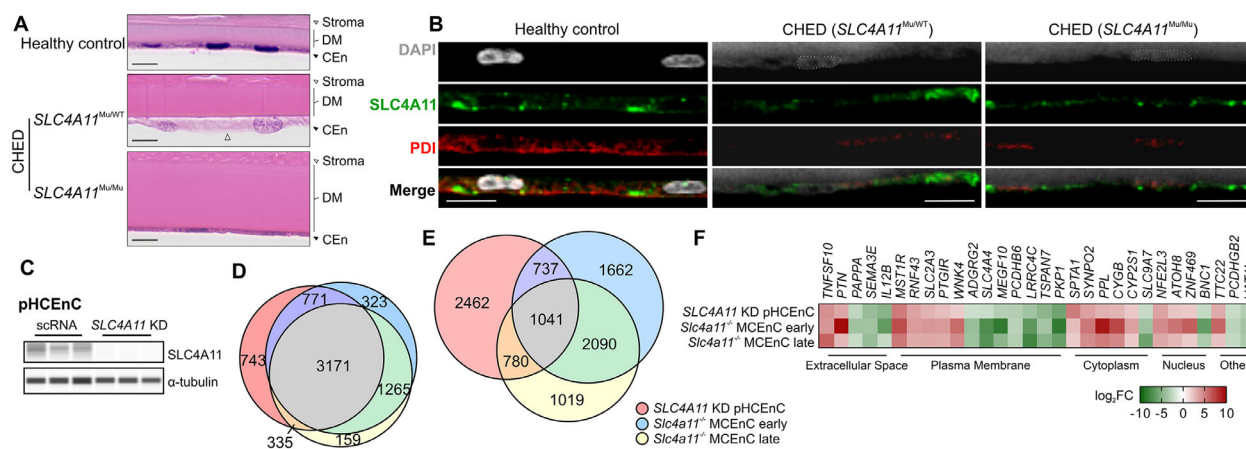 A
Healthy control
Stroma
DM
CEn
CHED
SLC4A11Mu/WT
Stroma
DM
CEn
SLC4A11Mu/Mu
Stroma
DM
CEn
B
Healthy control
CHED (SLC4A11Mu/WT)
CHED (SLC4A11Mu/Mu)
DAPI
SLC4A11
PDI
Merge
C
pHCEnC
scRNA
SLC4A11 KD
SLC4A11
α-tubulin
D
771
323
743
3171
1265
335
159
E
737
1662
2462
1041
2090
780
1019
SLC4A11 KD pHCEnC
Slc4a11-/- MCEnC early
Slc4a11-/- MCEnC late
F
TNFSF10
PTN
PAPPA
SEMA3E
IL12B
MST1R
RNF43
SLC2A3
PTGIR
WNK4
ADGRG2
SLC4A4
MEGF10
PCDHB6
LRRC4C
TSPAN7
PKP1
SPTA1
SYNPO2
PPL
CYGB
CYP2S1
SLC9A7
NFE2L3
ATOH8
ZNF469
BNC1
TTC22
PCDHGB2
SLC4A11 KD pHCEnC
Slc4a11-/- MCEnC early
Slc4a11-/- MCEnC late
Extracellular Space
Plasma Membrane
Cytoplasm
Nucleus
Othe
log2FC
-10 -5 0 5 10